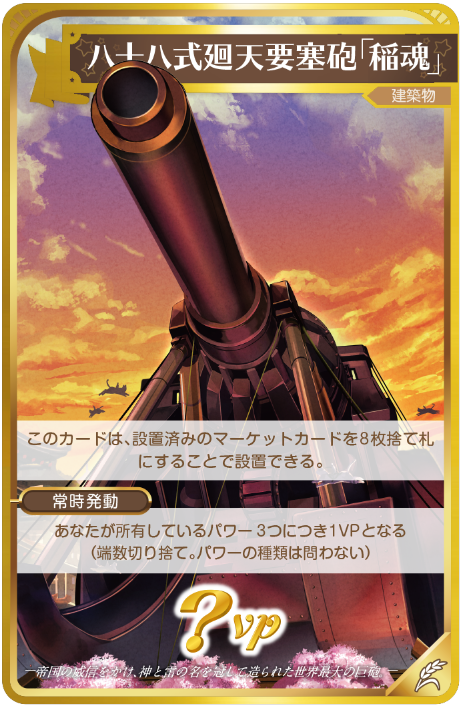 八十八式廻天要塞砲「稲魂」
建築物
このカードは、設置済みのマーケットカードを8枚捨て札
にすることで設置できる。
常時発動
あなたが所有しているパワー 3つにつき1VPとなる
（端数切り捨て。パワーの種類は問わない）
?vp
―帝国の威信をかけ、神と雷の名を冠して造られた世界最大の巨砲―